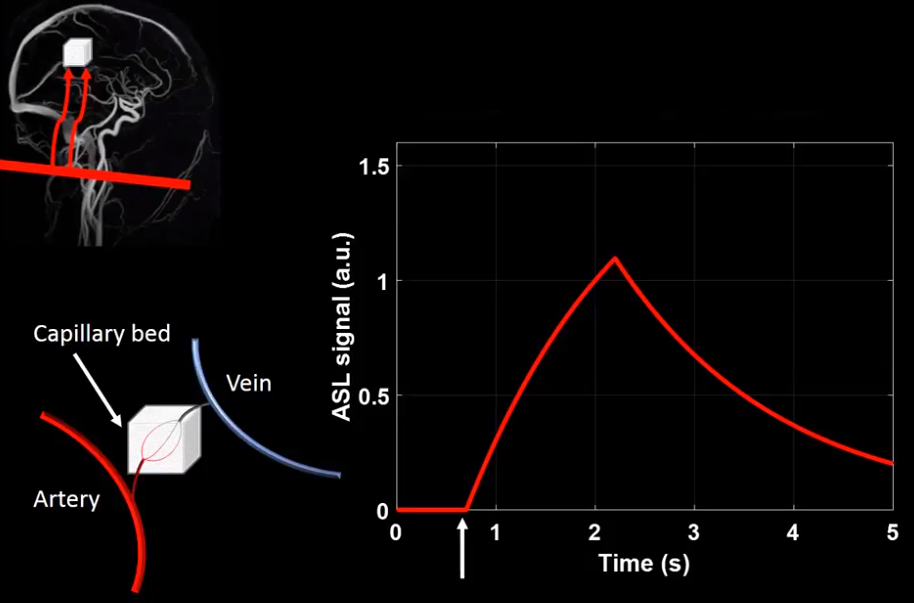 Capillary bed
Vein
Artery
ASL signal (a.u.)
1.5
1
0.5
0
0 1 2 3 4 5
Time (s)